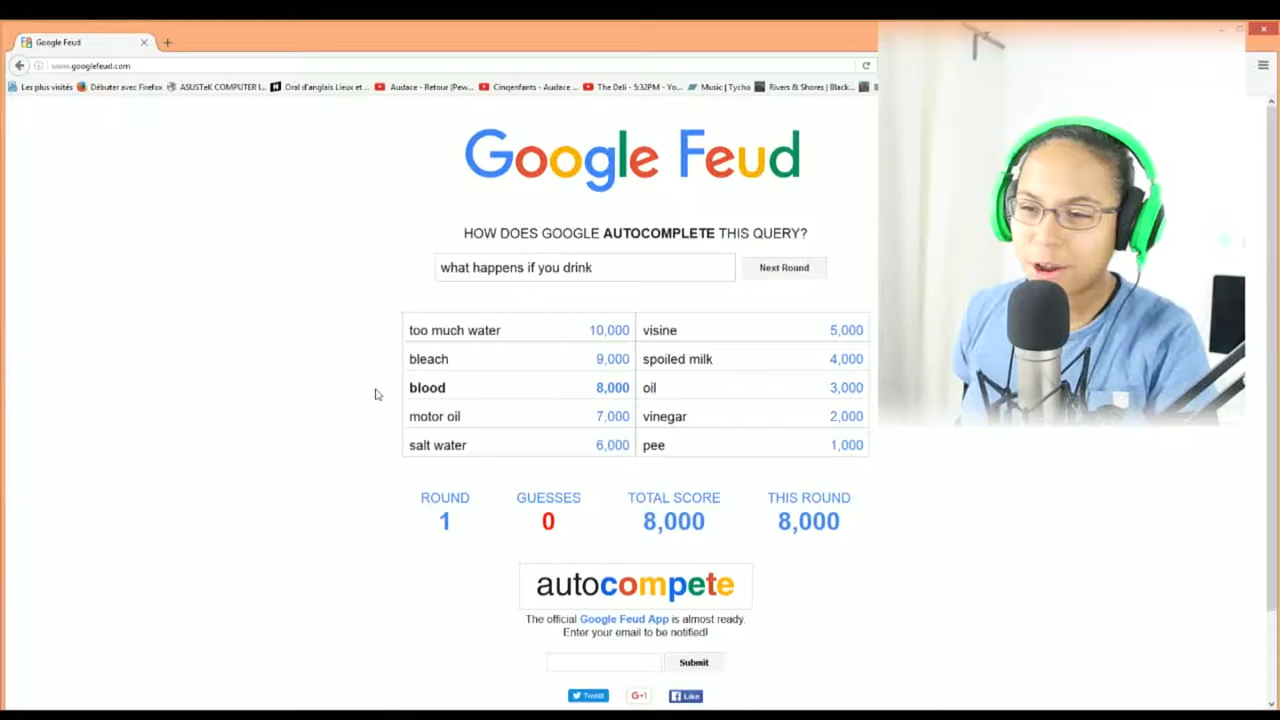 Google Feud
www.googlefeud.com
Les plus visités Débuter avec Firefox ASUSTeK COMPUTER I... Oral d'anglais Lieux et ... Audace - Retour (Pew... Cinqenfants - Audace ... The Deli - 5:32PM - Yo... Music | Tycho Rivers & Shores | Black...
Google Feud
HOW DOES GOOGLE AUTOCOMPLETE THIS QUERY?
what happens if you drink Next Round
too much water 10,000 visine 5,000
bleach 9,000 spoiled milk 4,000
blood 8,000 oil 3,000
motor oil 7,000 vinegar 2,000
salt water 6,000 pee 1,000
ROUND GUESSES TOTAL SCORE THIS ROUND
1 0 8,000 8,000
autocompete
The official Google Feud App is almost ready.
Enter your email to be notified!
Submit
Tweet G+1 Like